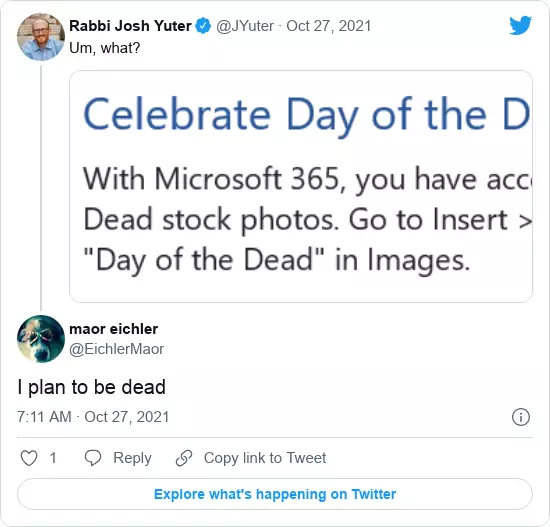 Rabbi Josh Yuter @JYuter · Oct 27, 2021
Um, what?
Celebrate Day of the D
With Microsoft 365, you have acc
Dead stock photos. Go to Insert >
"Day of the Dead" in Images.
maor eichler
@EichlerMaor
I plan to be dead
7:11 AM · Oct 27, 2021
1 Reply Copy link to Tweet
Explore what's happening on Twitter